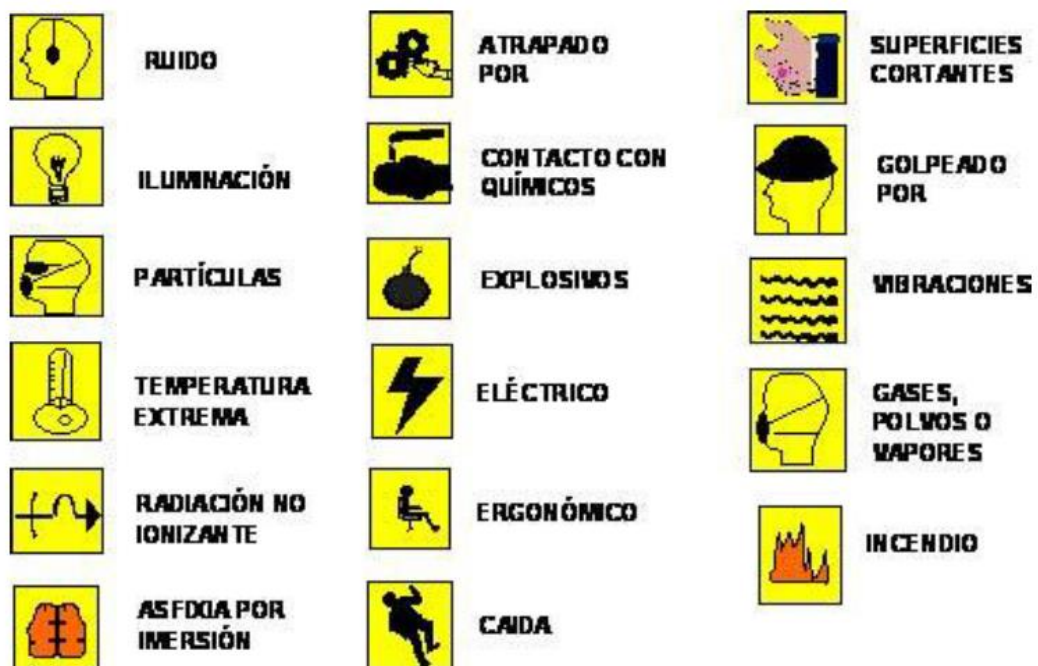 RUIDO
ILUMINACIÓN
PARTÍCULAS
TEMPERATURA
EXTREMA
RADIACIÓN NO
IONIZANTE
ASFIXIA POR
IMERSIÓN
ATRAPADO
POR
CONTACTO CON
QUÍMICOS
EXPLOSIVOS
ELÉCTRICO
ERGONÓMICO
CAIDA
SUPERFICIES
CORTANTES
GOLPEADO
POR
VIBRACIONES
GASES,
POLVOS O
VAPORES
INCENDIO